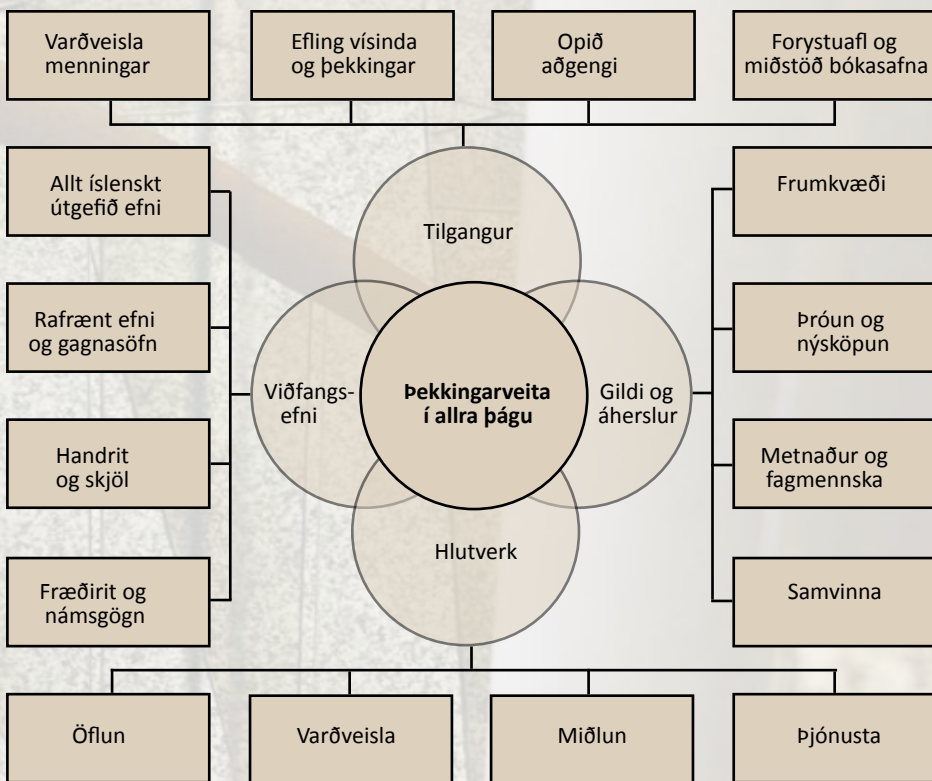 Varðveisla
menningar
Efling vísinda
og þekkingar
Opið
aðgengi
Forystuafl og
miðstöð bókasafna
Allt íslenskt
útgefið efni
Rafrænt efni
og gagnasöfn
Handrit
og skjöl
Fræðirit og
námsgögn
Tilgangur
Viðfangs-
efni
Þekkingarveita
í allra þágu
Gildi og
áherslur
Hlutverk
Frumkvæði
Þróun og
nýsköpun
Metnaður og
fagmennska
Samvinna
Öflun
Varðveisla
Miðlun
Þjónusta